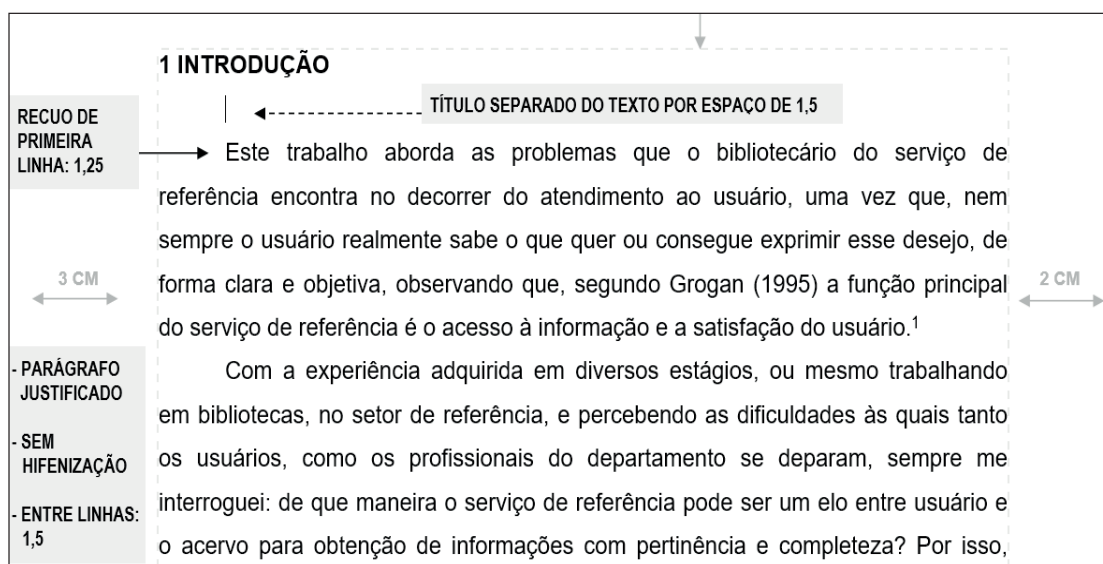 1 INTRODUÇÃO
TÍTULO SEPARADO DO TEXTO POR ESPAÇO DE 1,5
RECUO DE
PRIMEIRA
LINHA: 1,25
Este trabalho aborda as problemas que o bibliotecário do serviço de
referência encontra no decorrer do atendimento ao usuário, uma vez que, nem
sempre o usuário realmente sabe o que quer ou consegue exprimir esse desejo, de
forma clara e objetiva, observando que, segundo Grogan (1995) a função principal
do serviço de referência é o acesso à informação e a satisfação do usuário.¹
3 CM
2 CM
- PARÁGRAFO
JUSTIFICADO
- SEM
HIFENIZAÇÃO
- ENTRE LINHAS:
1,5
Com a experiência adquirida em diversos estágios, ou mesmo trabalhando
em bibliotecas, no setor de referência, e percebendo as dificuldades às quais tanto
os usuários, como os profissionais do departamento se deparam, sempre me
interroguei: de que maneira o serviço de referência pode ser um elo entre usuário e
o acervo para obtenção de informações com pertinência e completeza? Por isso,